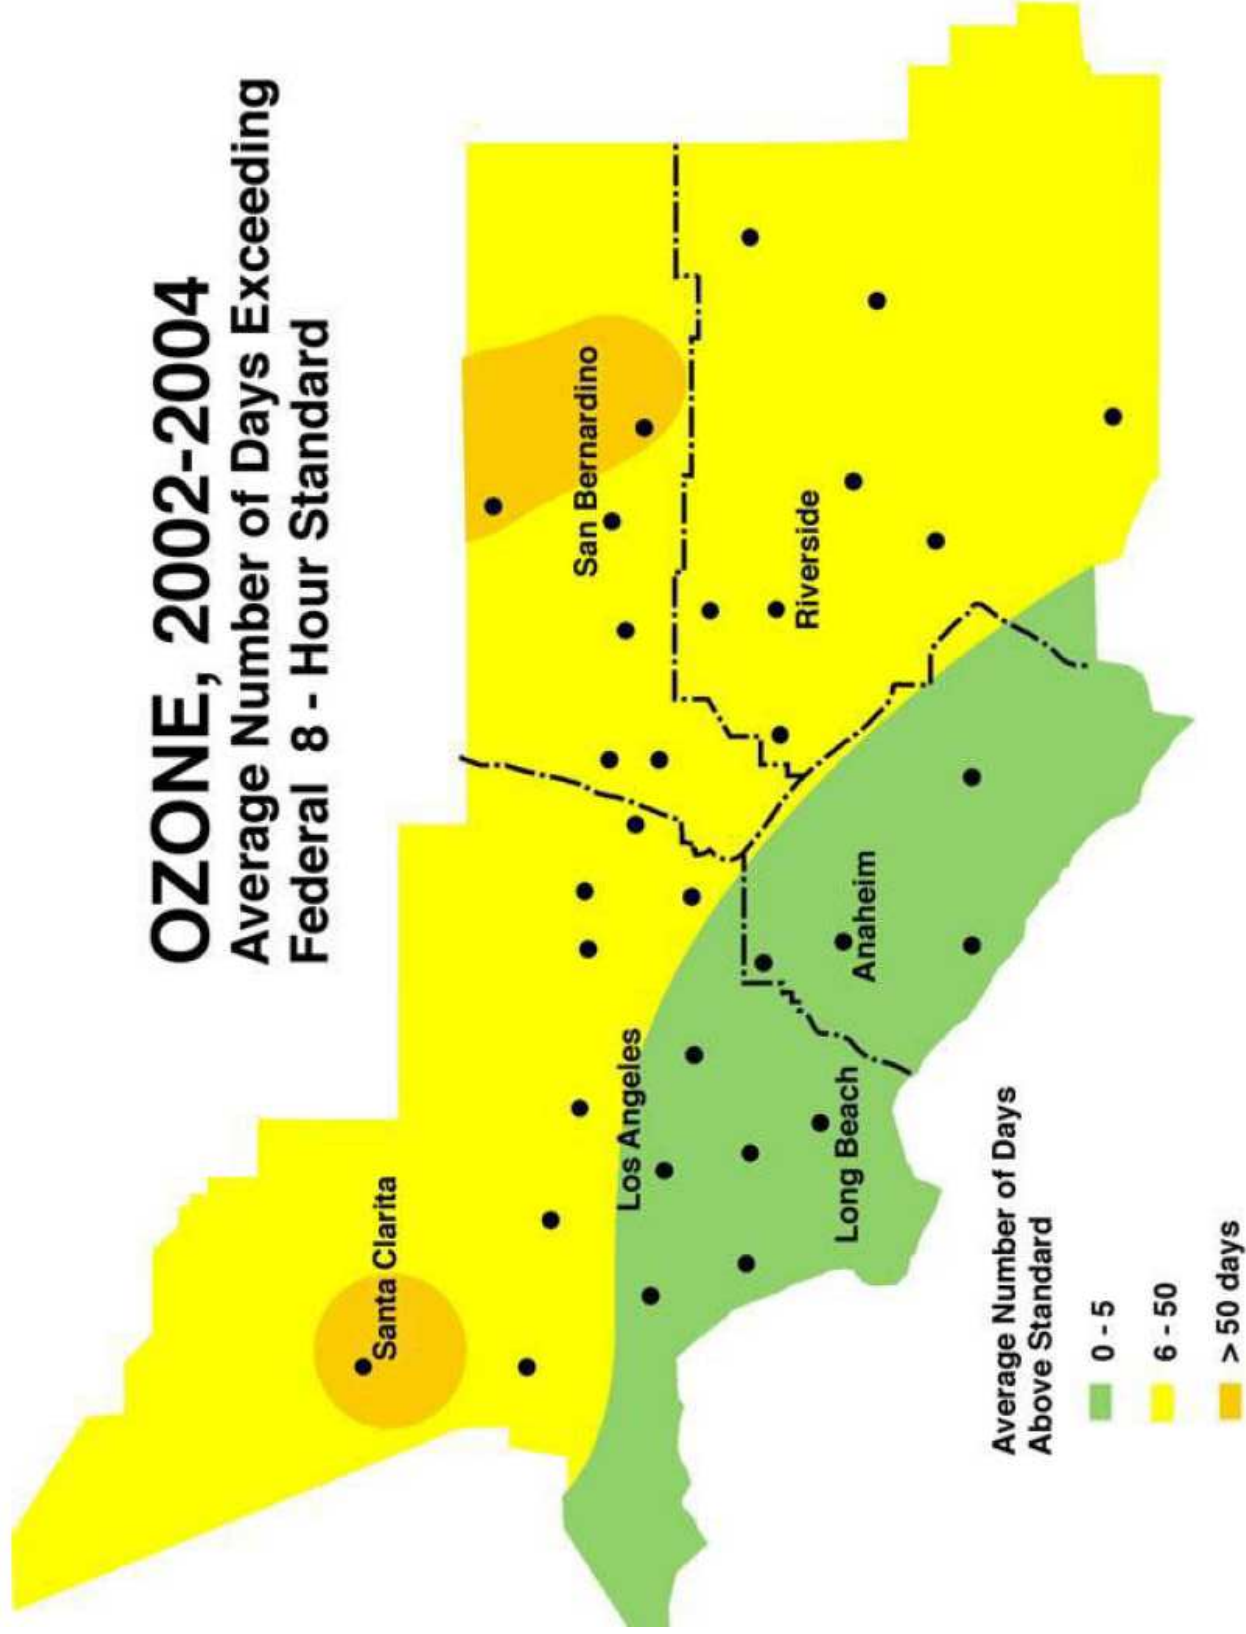 OZONE, 2002-2004
Average Number of Days Exceeding
Federal 8 - Hour Standard
Santa Clarita
San Bernardino
Los Angeles
Riverside
Long Beach
Anaheim
Average Number of Days
Above Standard
0 - 5
6 - 50
> 50 days